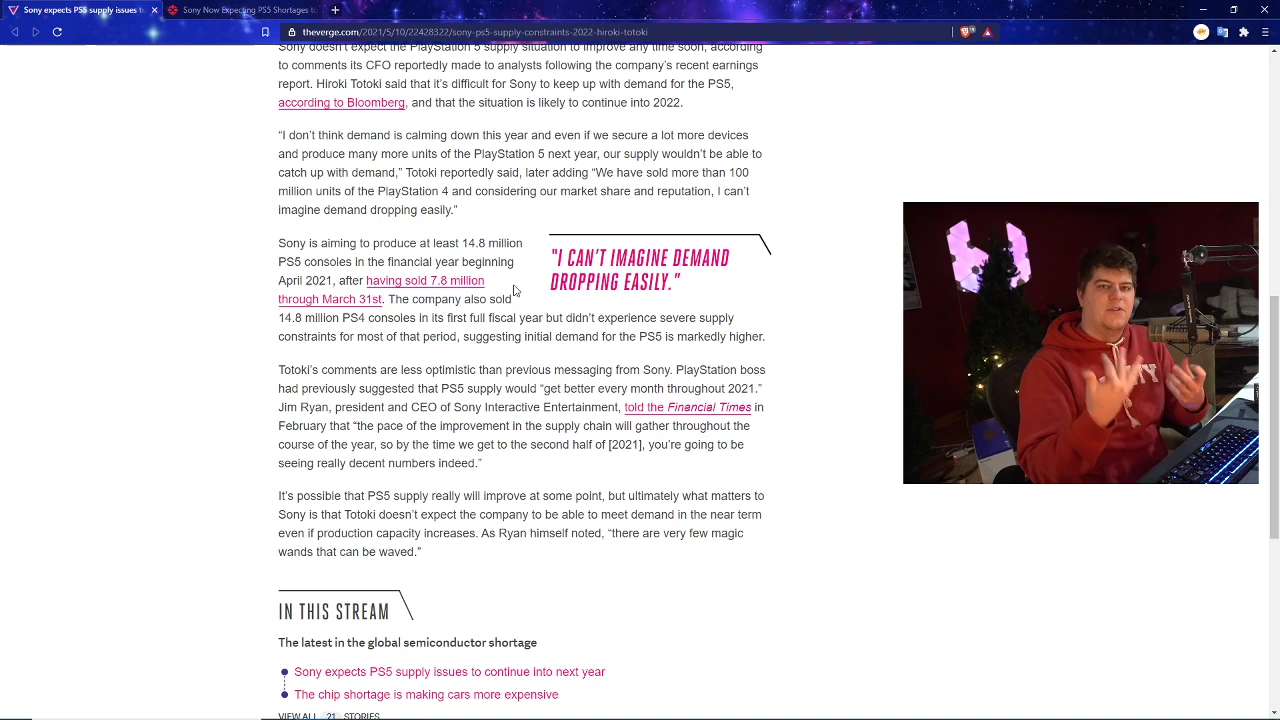 Sony expects PS5 supply issues to
Sony Now Expecting PS5 Shortages to
theverge.com/2021/5/10/22428322/sony-ps5-supply-constraints-2022-hiroki-totoki
Sony doesn't expect the PlayStation 5 supply situation to improve any time soon, according
to comments its CFO reportedly made to analysts following the company's recent earnings
report. Hiroki Totoki said that it's difficult for Sony to keep up with demand for the PS5,
according to Bloomberg, and that the situation is likely to continue into 2022.
“I don't think demand is calming down this year and even if we secure a lot more devices
and produce many more units of the PlayStation 5 next year, our supply wouldn't be able to
catch up with demand,” Totoki reportedly said, later adding “We have sold more than 100
million units of the PlayStation 4 and considering our market share and reputation, I can't
imagine demand dropping easily.”
Sony is aiming to produce at least 14.8 million
PS5 consoles in the financial year beginning
April 2021, after having sold 7.8 million
through March 31st. The company also sold
14.8 million PS4 consoles in its first full fiscal year but didn't experience severe supply
constraints for most of that period, suggesting initial demand for the PS5 is markedly higher.
"I CAN'T IMAGINE DEMAND
DROPPING EASILY."
Totoki's comments are less optimistic than previous messaging from Sony. PlayStation boss
had previously suggested that PS5 supply would “get better every month throughout 2021.”
Jim Ryan, president and CEO of Sony Interactive Entertainment, told the Financial Times in
February that “the pace of the improvement in the supply chain will gather throughout the
course of the year, so by the time we get to the second half of [2021], you're going to be
seeing really decent numbers indeed.”
It's possible that PS5 supply really will improve at some point, but ultimately what matters to
Sony is that Totoki doesn't expect the company to be able to meet demand in the near term
even if production capacity increases. As Ryan himself noted, “there are very few magic
wands that can be waved.”
IN THIS STREAM
The latest in the global semiconductor shortage
Sony expects PS5 supply issues to continue into next year
The chip shortage is making cars more expensive
VIEW ALL 21 STORIES